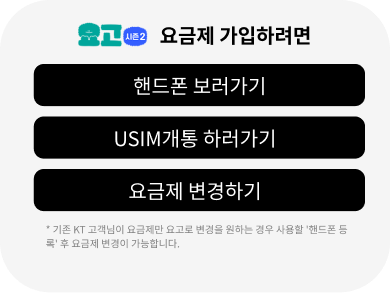 요고 시즌2 요금제 가입하려면
핸드폰 보러가기
USIM개통 하러가기
요금제 변경하기
* 기존 KT 고객님이 요금제만 요고로 변경을 원하는 경우 사용할 '핸드폰 등
록' 후 요금제 변경이 가능합니다.